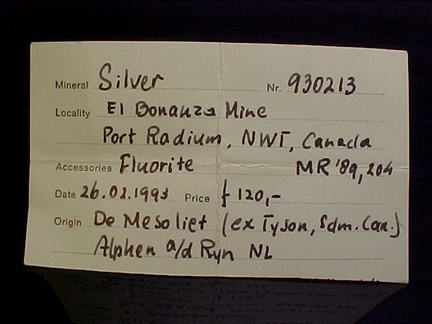 Mineral Silver Nr. 930213
Locality El Bonanza Mine
Port Radium, NWT, Canada
Accessories Fluorite MR '89, 204
Date 26.02.1993 Price f 120,-
Origin De Mesoliet (ex Tyson, Edm. Can.)
Alphen a/d Ryn NL